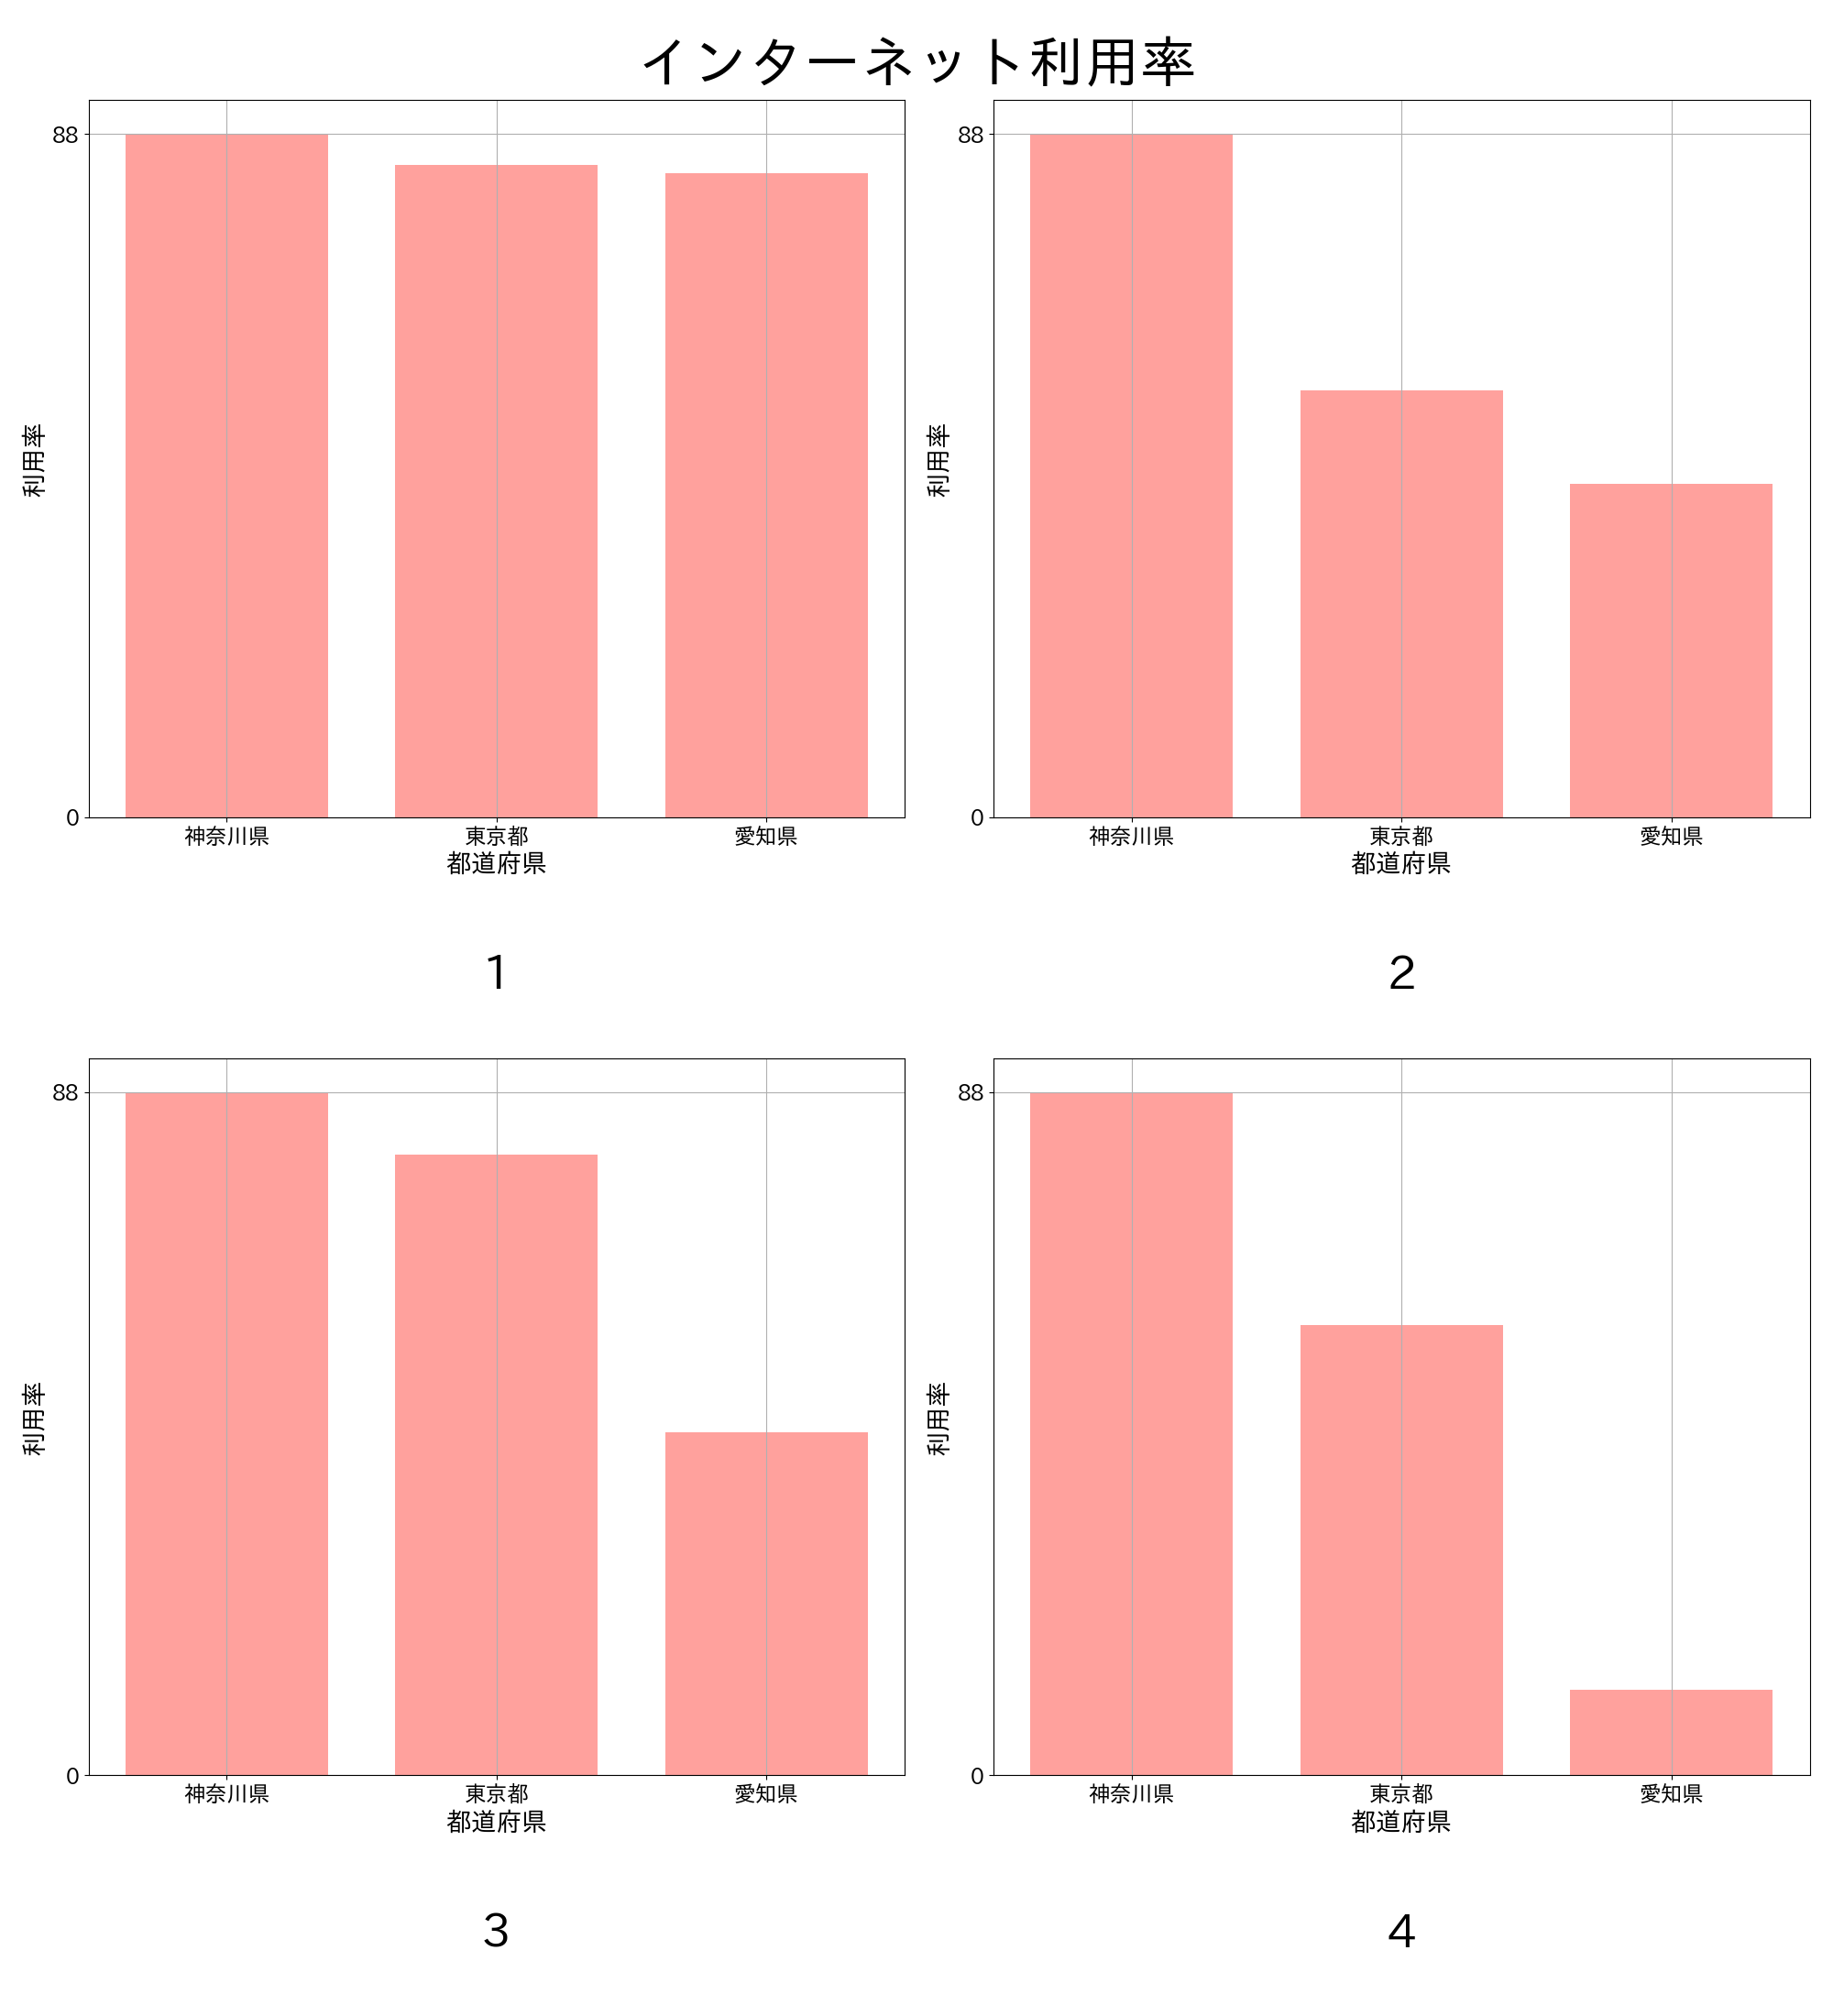 インターネット利用率
88
0
利用率
神奈川県 東京都 愛知県
都道府県
1
88
0
利用率
神奈川県 東京都 愛知県
都道府県
2
88
0
利用率
神奈川県 東京都 愛知県
都道府県
3
88
0
利用率
神奈川県 東京都 愛知県
都道府県
4